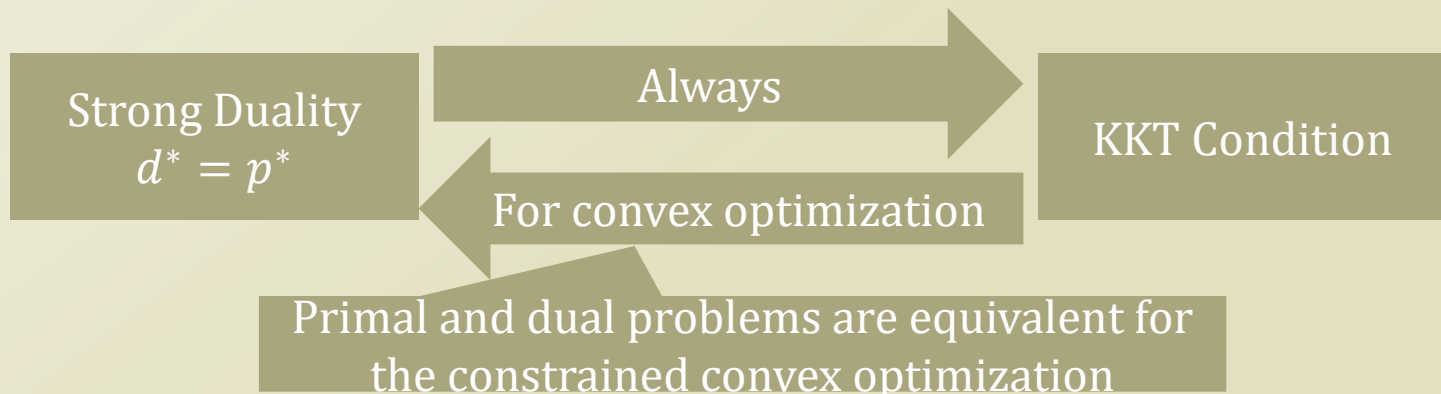 Strong Duality
𝑑* = 𝑝*
Always
KKT Condition
For convex optimization
Primal and dual problems are equivalent for
the constrained convex optimization